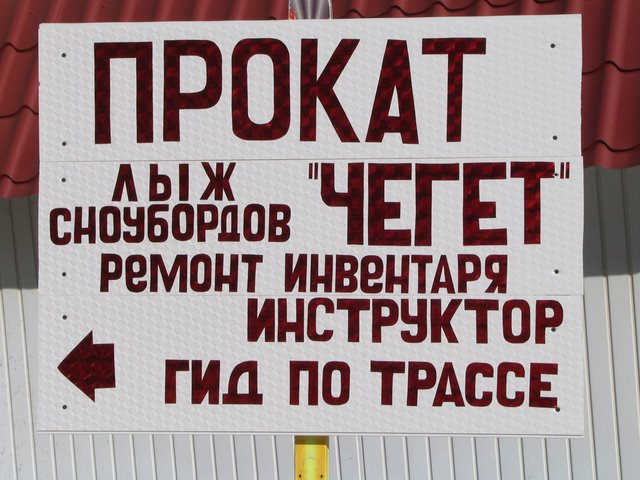 ПРОКАТ
ЛЫЖ
СНОУБОРДОВ
"ЧЕГЕТ"
РЕМОНТ ИНВЕНТАРЯ
ИНСТРУКТОР
ГИД ПО ТРАССЕ